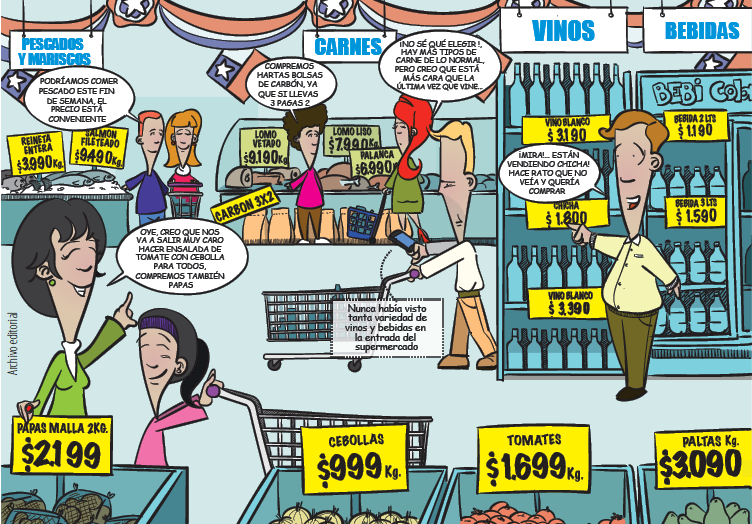 PESCADOS
Y MARISCOS
CARNES
VINOS
BEBIDAS
PODRÍAMOS COMER
PESCADO ESTE FIN
DE SEMANA, EL
PRECIO ESTÁ
CONVENIENTE
COMPREMOS
HARTAS BOLSAS
DE CARBÓN, YA
QUE SI LLEVAS
3 PAGAS 2
¡NO SÉ QUÉ ELEGIR!,
HAY MÁS TIPOS DE
CARNE DE LO NORMAL,
PERO CREO QUE ESTÁ
MÁS CARA QUE LA
ÚLTIMA VEZ QUE VINE...
BEBI
REINETA
ENTERA
$3.990 Kg.
SALMÓN
FILETEADO
$9.490 Kg.
LOMO
VETADO
$9.190 Kg.
LOMO LISO
$7.990 Kg.
PALANCA
$6.990 Kg.
CARBÓN 3X2
VINO BLANCO
$ 3.190
BEBIDA 2 LTS
$ 1.190
¡MIRA!... ESTÁN
VENDIENDO CHICHA!
HACE RATO QUE NO
VEÍA Y QUERÍA
COMPRAR
CHICHA
$ 1.800
BEBIDA 3 LTS
$ 1.590
VINO BLANCO
$ 3.390
OYE, CREO QUE NOS
VA A SALIR MUY CARO
HACER ENSALADA DE
TOMATE CON CEBOLLA
PARA TODOS,
COMPREMOS TAMBIÉN
PAPAS
Nunca había visto
tanta variedad de
vinos y bebidas en
la entrada del
supermercado
Archivo editorial
PAPAS MALLA 2KG.
$2.199
CEBOLLAS
$999 Kg.
TOMATES
$1.699 Kg.
PALTAS Kg.
$3.090